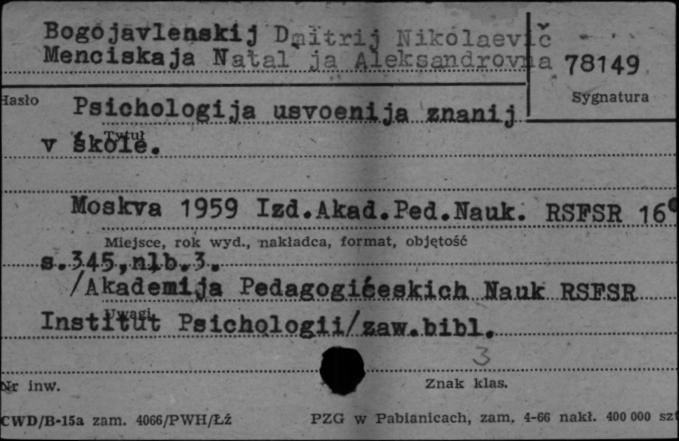 Bogojavlenskij Dmitrij Nikolaevič
Menciskaja Natal'ja Aleksandrovna
78149
Hasło
Sygnatura
Psichologija usvoenija znanij
Tytuł
v škole.
Moskva 1959 Izd.Akad.Ped.Nauk. RSFSR 16°
Miejsce, rok wyd., nakładca, format, objętość
s.345,nlb.3.
/Akademija Pedagogičeskich Nauk RSFSR
Uwagi
Institut Psichologii/zaw.bibl.
3
Nr inw.
Znak klas.
CWD/B-15a zam. 4066/PWH/Łź
PZG w Pabianicach, zam. 4-66 nakł. 400 000 szt